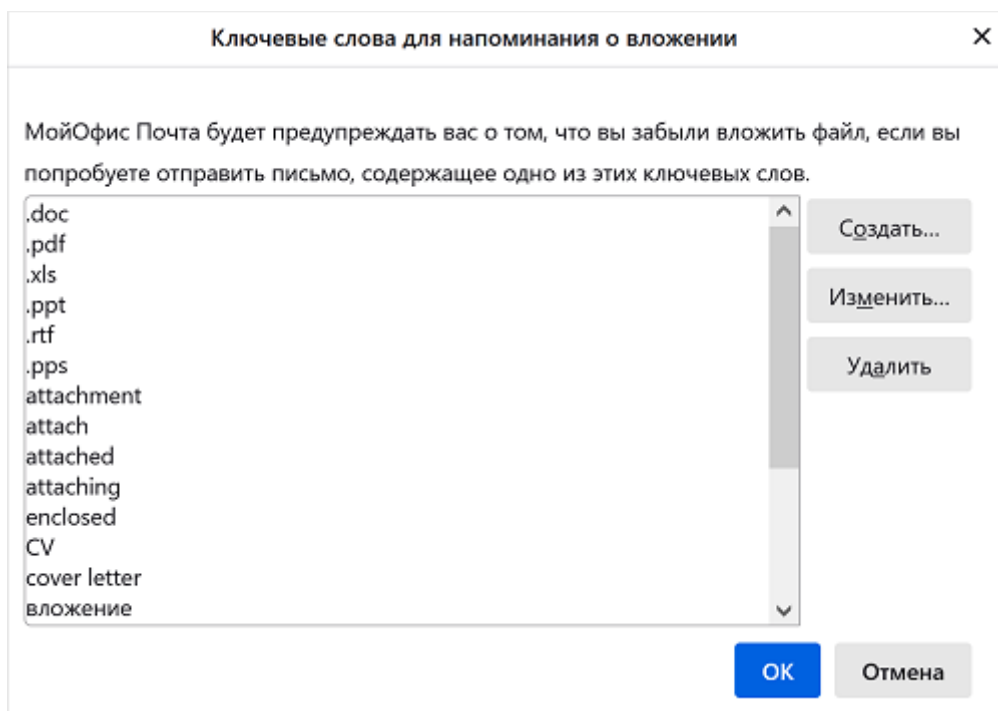 Ключевые слова для напоминания о вложении
МойОфис Почта будет предупреждать вас о том, что вы забыли вложить файл, если вы
попробуете отправить письмо, содержащее одно из этих ключевых слов.
.doc
.pdf
.xls
.ppt
.rtf
.pps
attachment
attach
attached
attaching
enclosed
CV
cover letter
вложение
Создать...
Изменить...
Удалить
ОК
Отмена